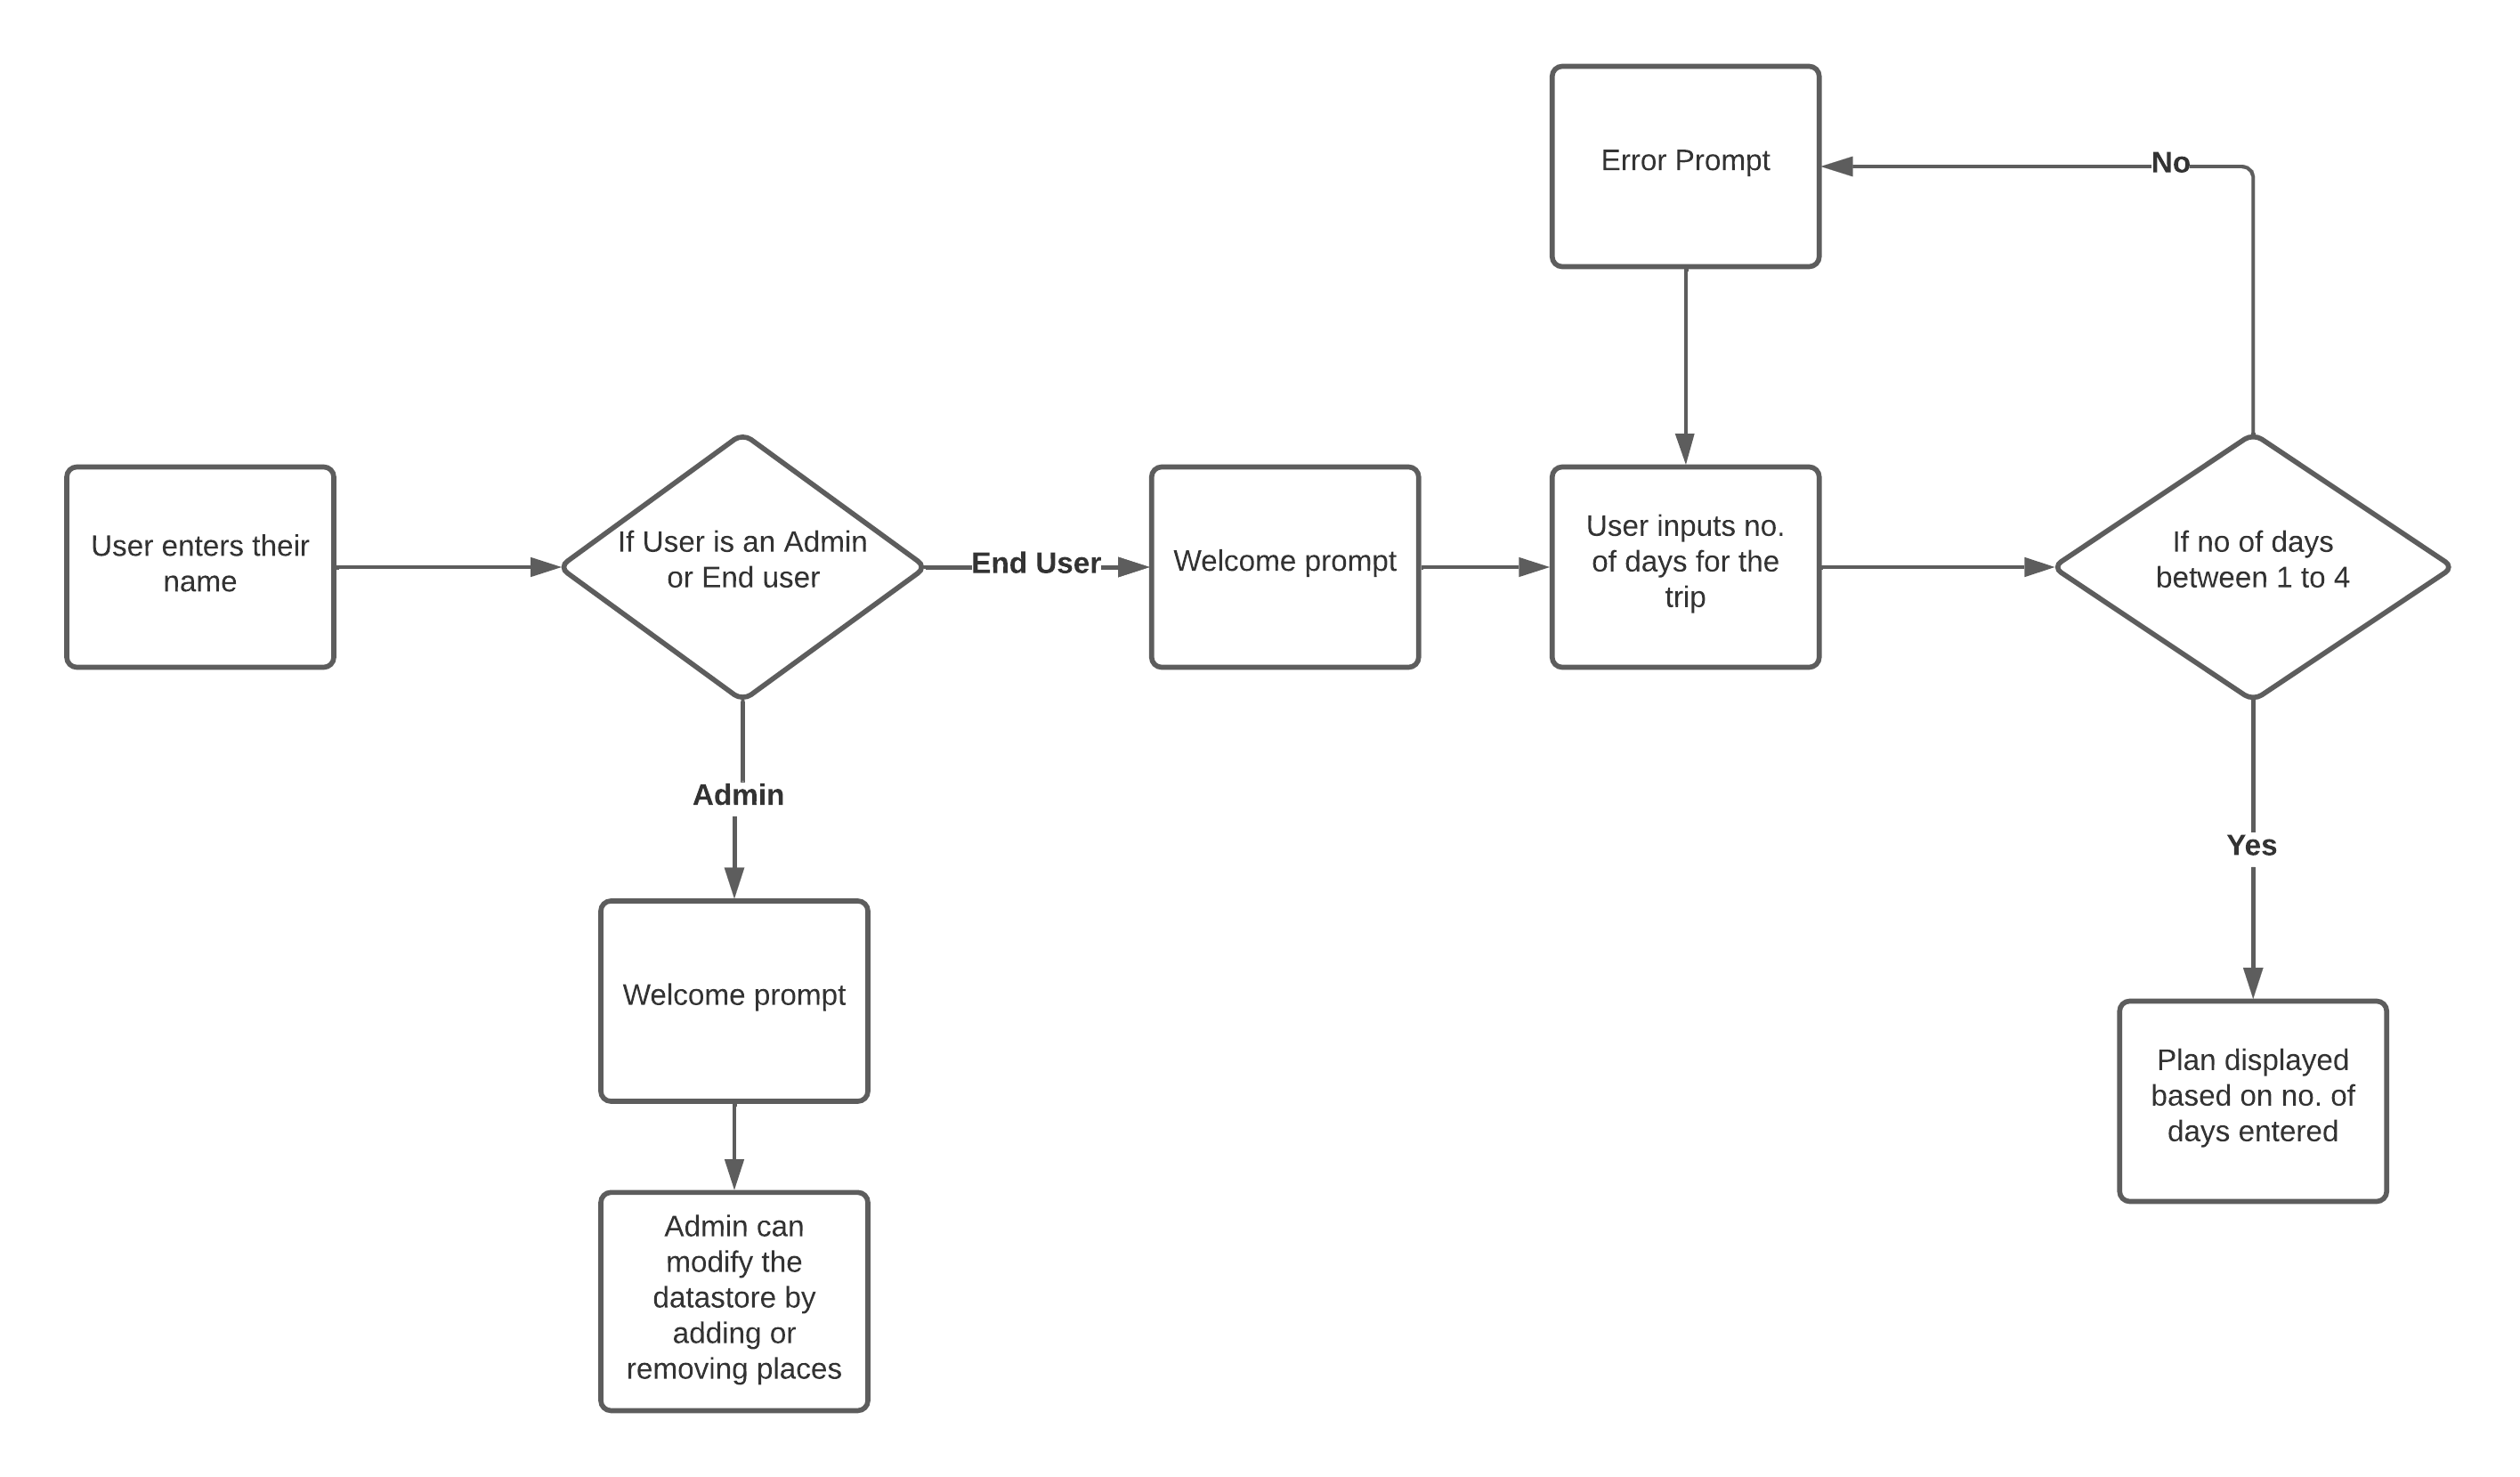 Error Prompt
No
User enters their
name
If User is an Admin
or End user
End User
Welcome prompt
User inputs no.
of days for the
trip
If no of days
between 1 to 4
Admin
Yes
Welcome prompt
Plan displayed
based on no. of
days entered
Admin can
modify the
datastore by
adding or
removing places